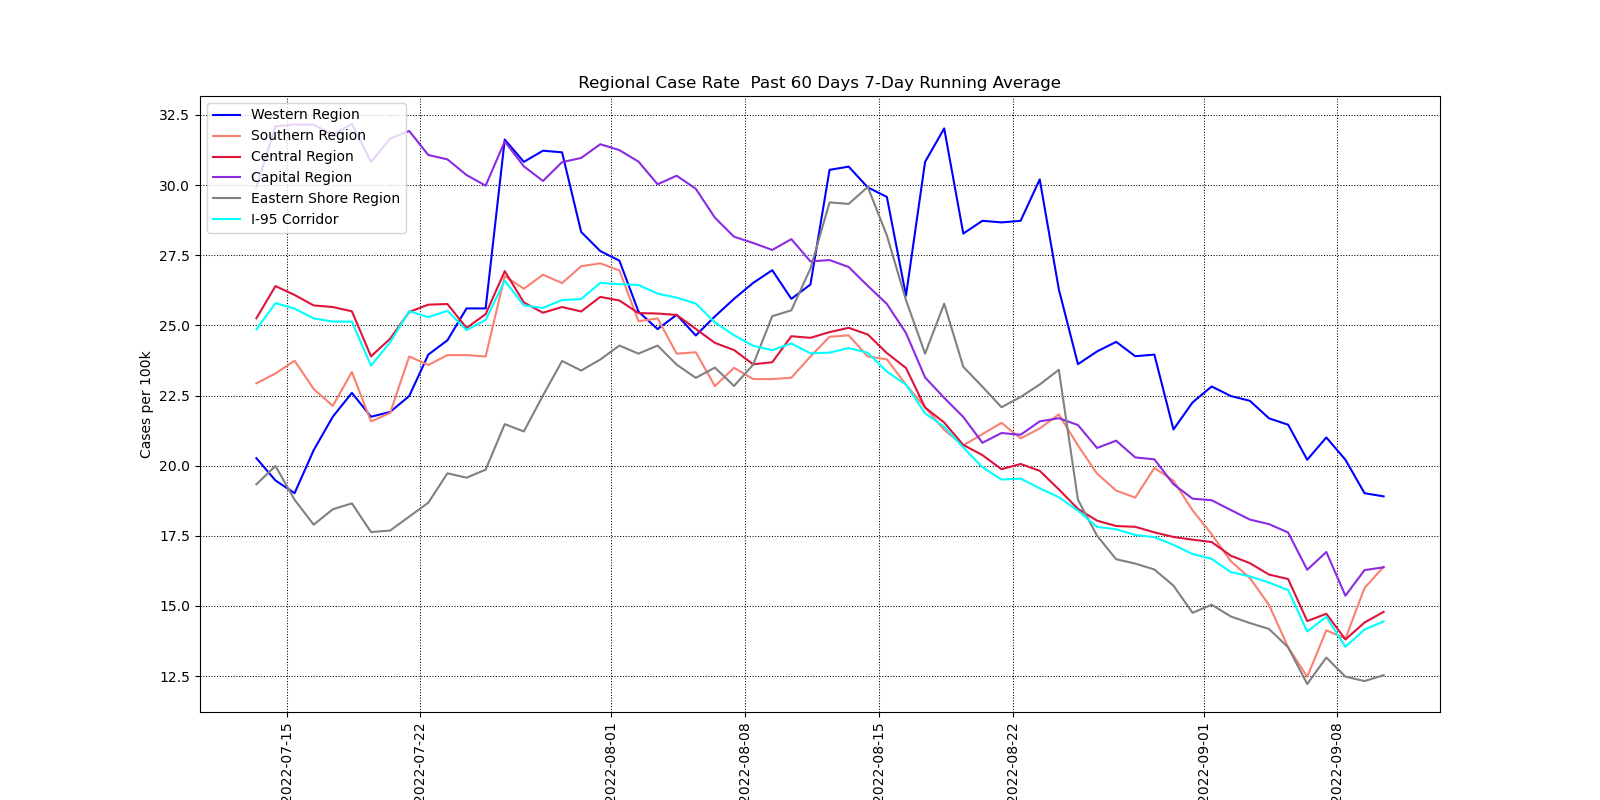 Regional Case Rate  Past 60 Days 7-Day Running Average
Western Region
Southern Region
Central Region
Capital Region
Eastern Shore Region
I-95 Corridor
Cases per 100k
32.5
30.0
27.5
25.0
22.5
20.0
17.5
15.0
12.5
2022-07-15
2022-07-22
2022-08-01
2022-08-08
2022-08-15
2022-08-22
2022-09-01
2022-09-08